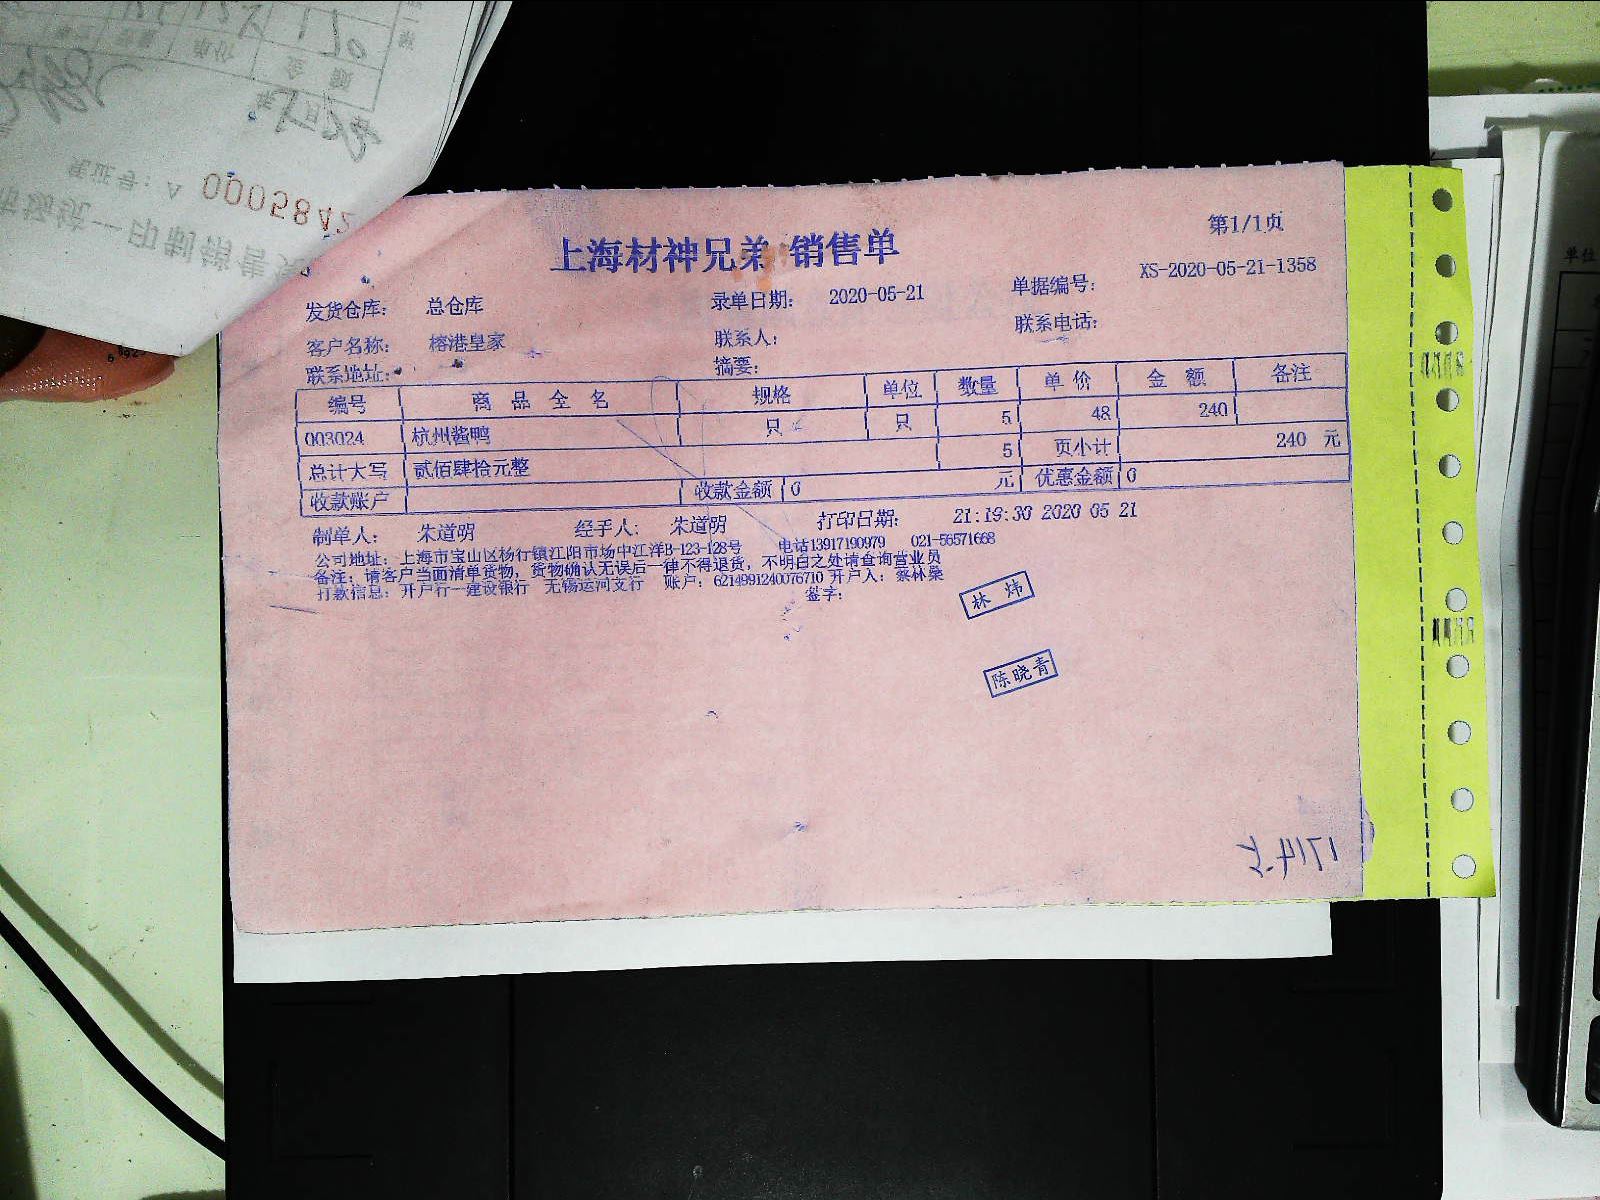 0005842
上海材神兄弟 销售单
第1/1页
发货仓库: 总仓库 录单日期: 2020-05-21 单据编号: XS-2020-05-21-1358
客户名称: 榕港皇家 联系人: 联系电话:
联系地址: 摘要:
编号 商品全名 规格 单位 数量 单价 金额 备注
003024 杭州酱鸭 只 只 5 48 240
总计大写 贰佰肆拾元整 5 页小计 240 元
收款账户 收款金额 0 元 优惠金额 0
制单人: 朱道明 经手人: 朱道明 打印日期: 21:19:30 2020 05 21
公司地址: 上海市宝山区杨行镇江阳市场中江洋B-123-128号 电话13917190979 021-56571668
备注: 请客户当面清单货物, 货物确认无误后一律不得退货, 不明白之处请查询营业员
打款信息: 开户行一建设银行 无锡运河支行 账户: 6214991240076710 开户人: 蔡林燊
签字:
林炜
陈晓青